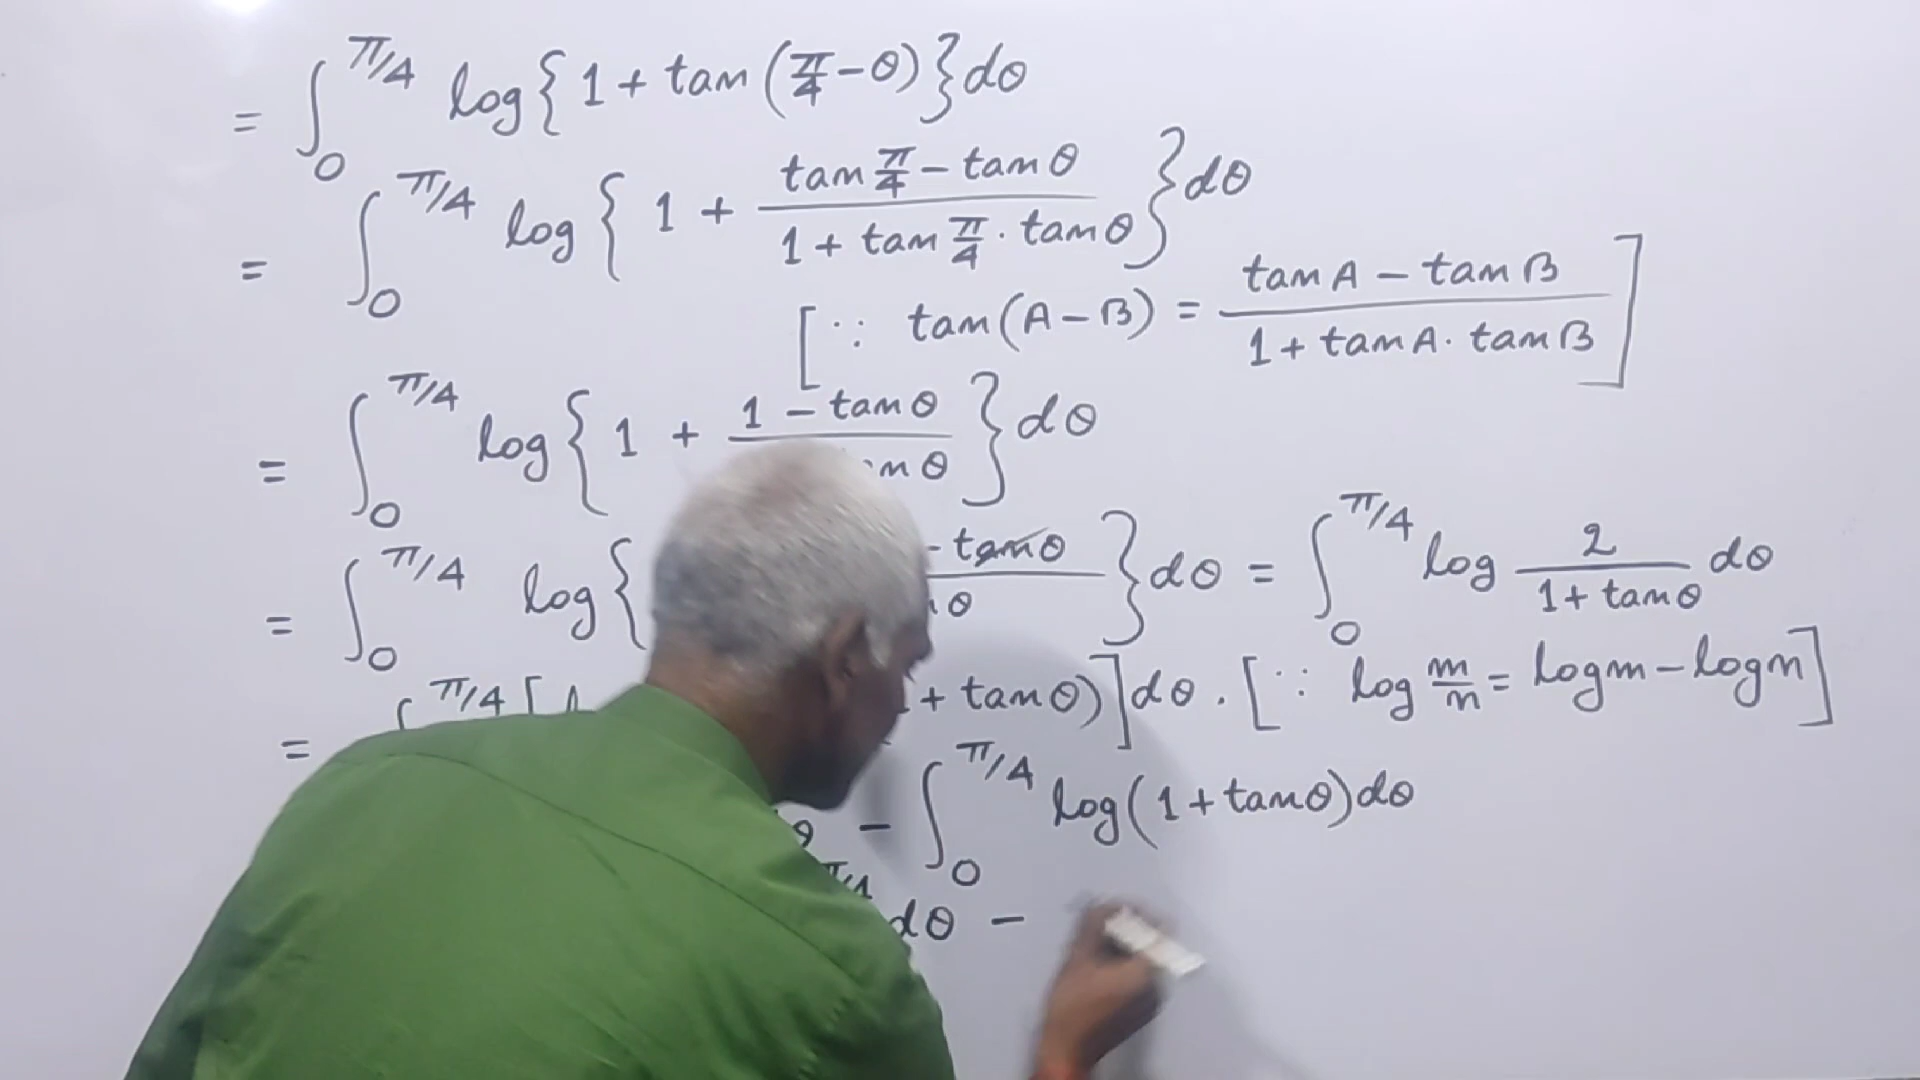 = ∫₀^π/4 log{1 + tan(π/4 − θ)}dθ
= ∫₀^π/4 log{1 + (tan π/4 − tan θ)/(1 + tan π/4 · tan θ)}dθ
[∵ tan(A − B) = (tan A − tan B)/(1 + tan A · tan B)]
= ∫₀^π/4 log{1 + (1 − tan θ)/(n θ)}dθ
= ∫₀^π/4 log{ − tan θ / θ}dθ = ∫₀^π/4 log 2/(1 + tan θ) dθ
= ∫ π/4 [ + tan θ)]dθ . [∵ log m/n = log m − log n]
θ − ∫₀^π/4 log(1 + tan θ)dθ
π/4 dθ −